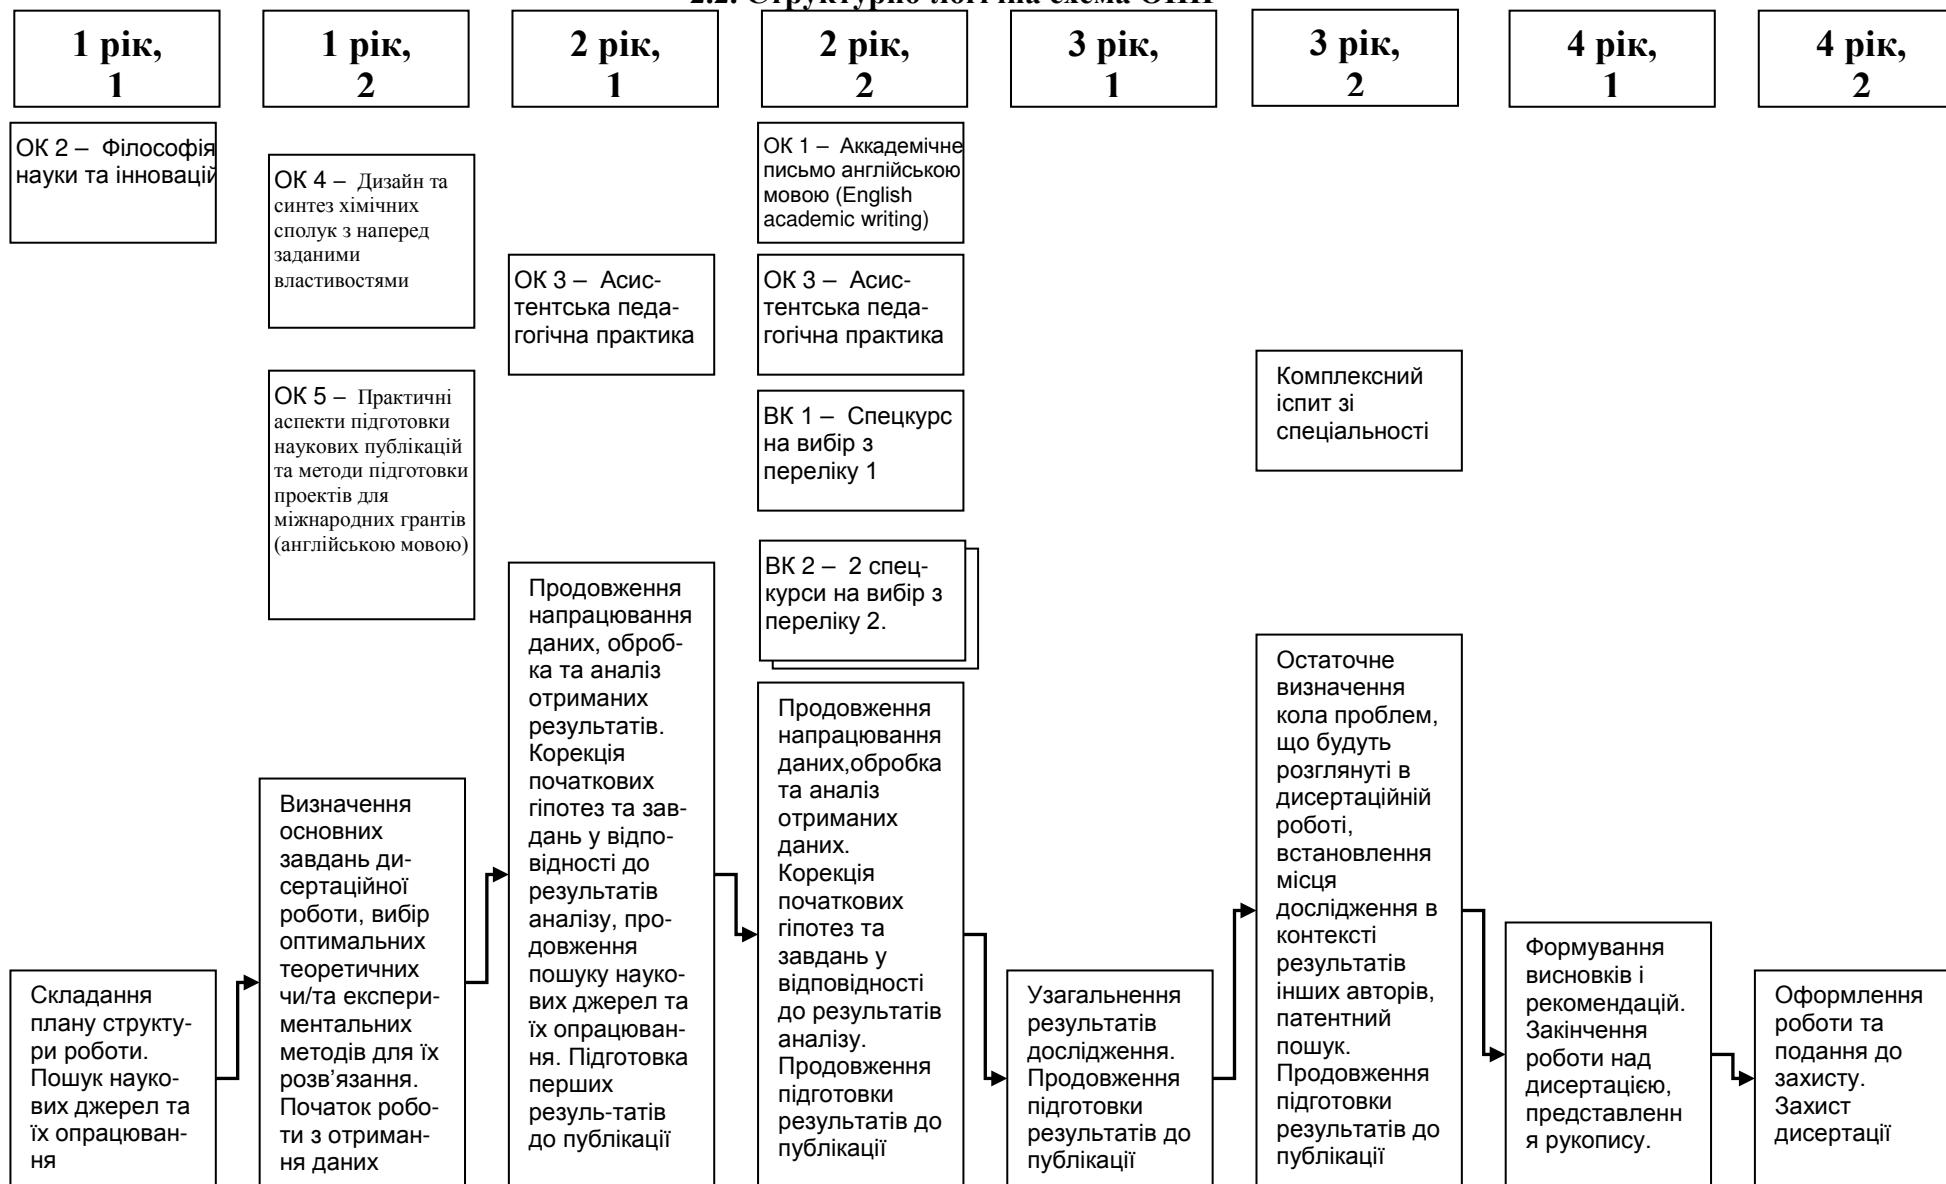 2.2. Структурно-логічна схема ОНП
1 рік,
1
1 рік,
2
2 рік,
1
2 рік,
2
3 рік,
1
3 рік,
2
4 рік,
1
4 рік,
2
ОК 2 – Філософія
науки та інновацій
Складання
плану структу-
ри роботи.
Пошук науко-
вих джерел та
їх опрацюван-
ня
ОК 4 – Дизайн та
синтез хімічних
сполук з наперед
заданими
властивостями
ОК 5 – Практичні
аспекти підготовки
наукових публікацій
та методи підготовки
проектів для
міжнародних грантів
(англійською мовою)
Визначення
основних
завдань ди-
сертаційної
роботи, вибір
оптимальних
теоретичних
чи/та експери-
ментальних
методів для їх
розв’язання.
Початок робо-
ти з отриман-
ня даних
ОК 3 – Асис-
тентська педа-
гогічна практика
Продовження
напрацювання
даних, оброб-
ка та аналіз
отриманих
результатів.
Корекція
початкових
гіпотез та зав-
дань у відпо-
відності до
результатів
аналізу, про-
довження
пошуку науко-
вих джерел та
їх опрацюван-
ня. Підготовка
перших
резуль-татів
до публікації
ОК 1 – Аккадемічне
письмо англійською
мовою (English
academic writing)
ОК 3 – Асис-
тентська педа-
гогічна практика
ВК 1 – Спецкурс
на вибір з
переліку 1
ВК 2 – 2 спец-
курси на вибір з
переліку 2.
Продовження
напрацювання
даних,обробка
та аналіз
отриманих
даних.
Корекція
початкових
гіпотез та
завдань у
відповідності
до результатів
аналізу.
Продовження
підготовки
результатів до
публікації
Узагальнення
результатів
дослідження.
Продовження
підготовки
результатів до
публікації
Комплексний
іспит зі
спеціальності
Остаточне
визначення
кола проблем,
що будуть
розглянуті в
дисертаційній
роботі,
встановлення
місця
дослідження в
контексті
результатів
інших авторів,
патентний
пошук.
Продовження
підготовки
результатів до
публікації
Формування
висновків і
рекомендацій.
Закінчення
роботи над
дисертацією,
представленн
я рукопису.
Оформлення
роботи та
подання до
захисту.
Захист
дисертації